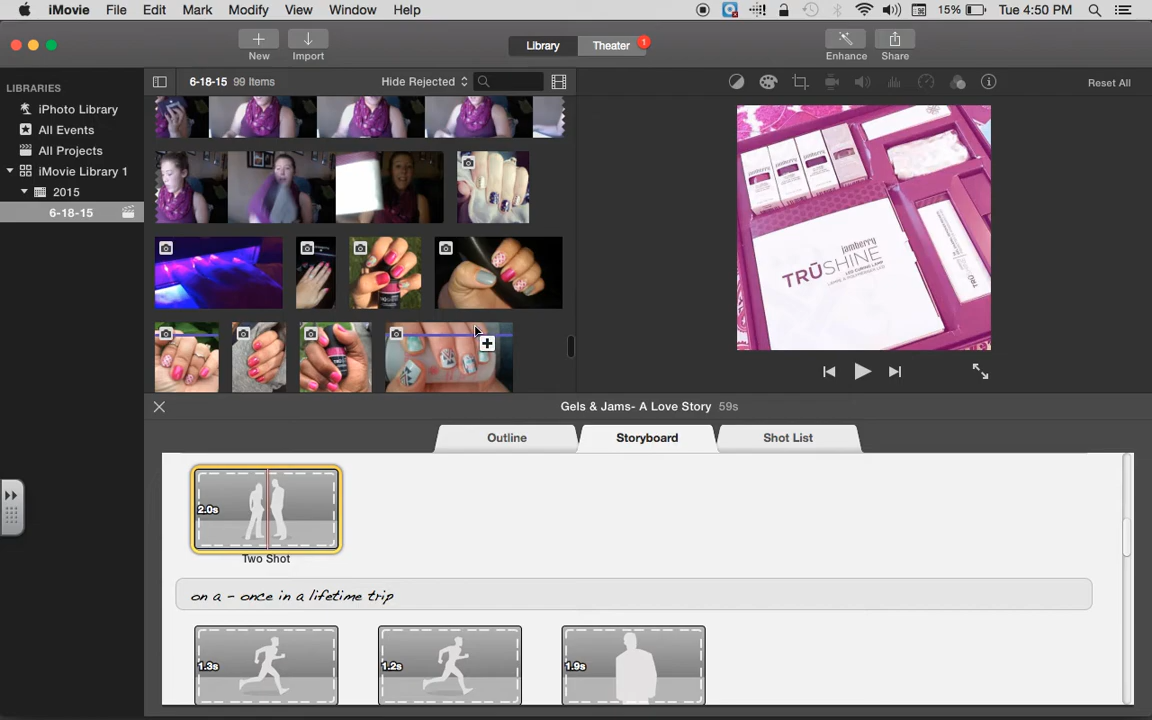 iMovie File Edit Mark Modify View Window Help 15% Tue 4:50 PM
New Import Library Theater 1 Enhance Share
LIBRARIES 6-18-15 99 Items Hide Rejected Reset All
iPhoto Library
All Events
All Projects
iMovie Library 1
2015
6-18-15
jamberry
TRŪSHINE
LED CURING LAMP
Gels & Jams- A Love Story 59s
Outline Storyboard Shot List
2.0s
Two Shot
on a - once in a lifetime trip
1.3s 1.2s 1.9s